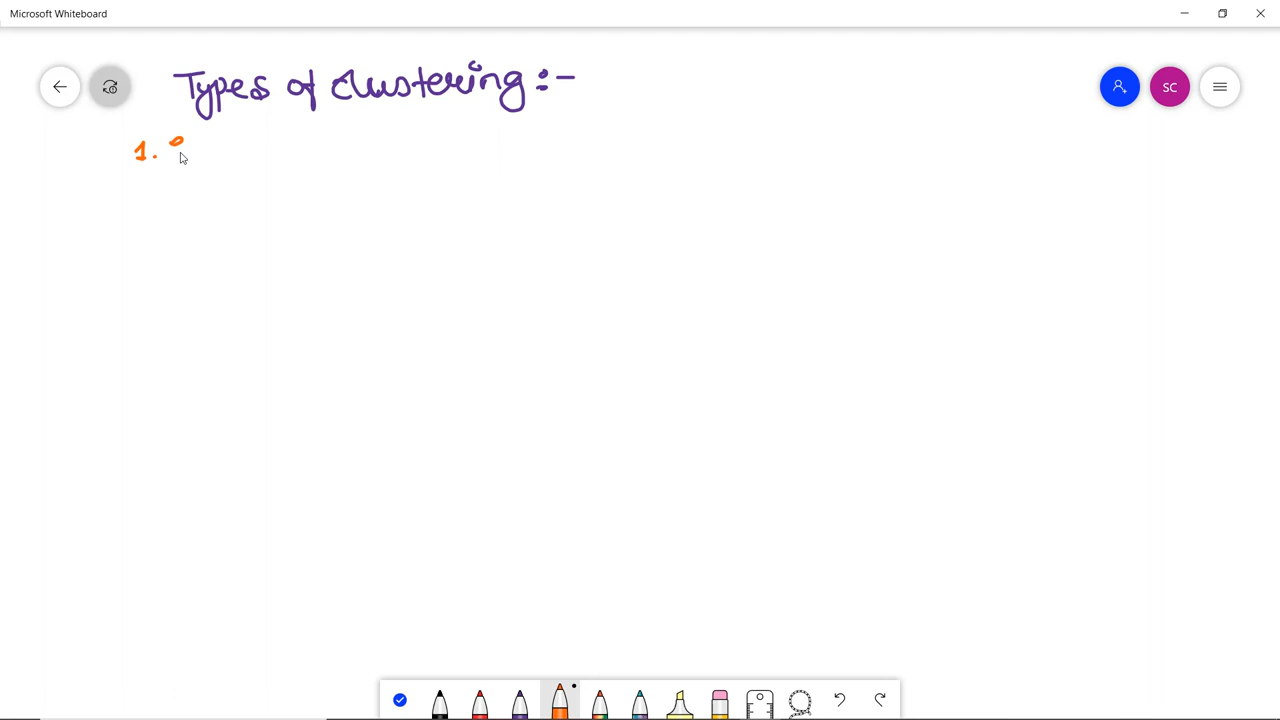 Microsoft Whiteboard
Types of clustering :-
SC
1.